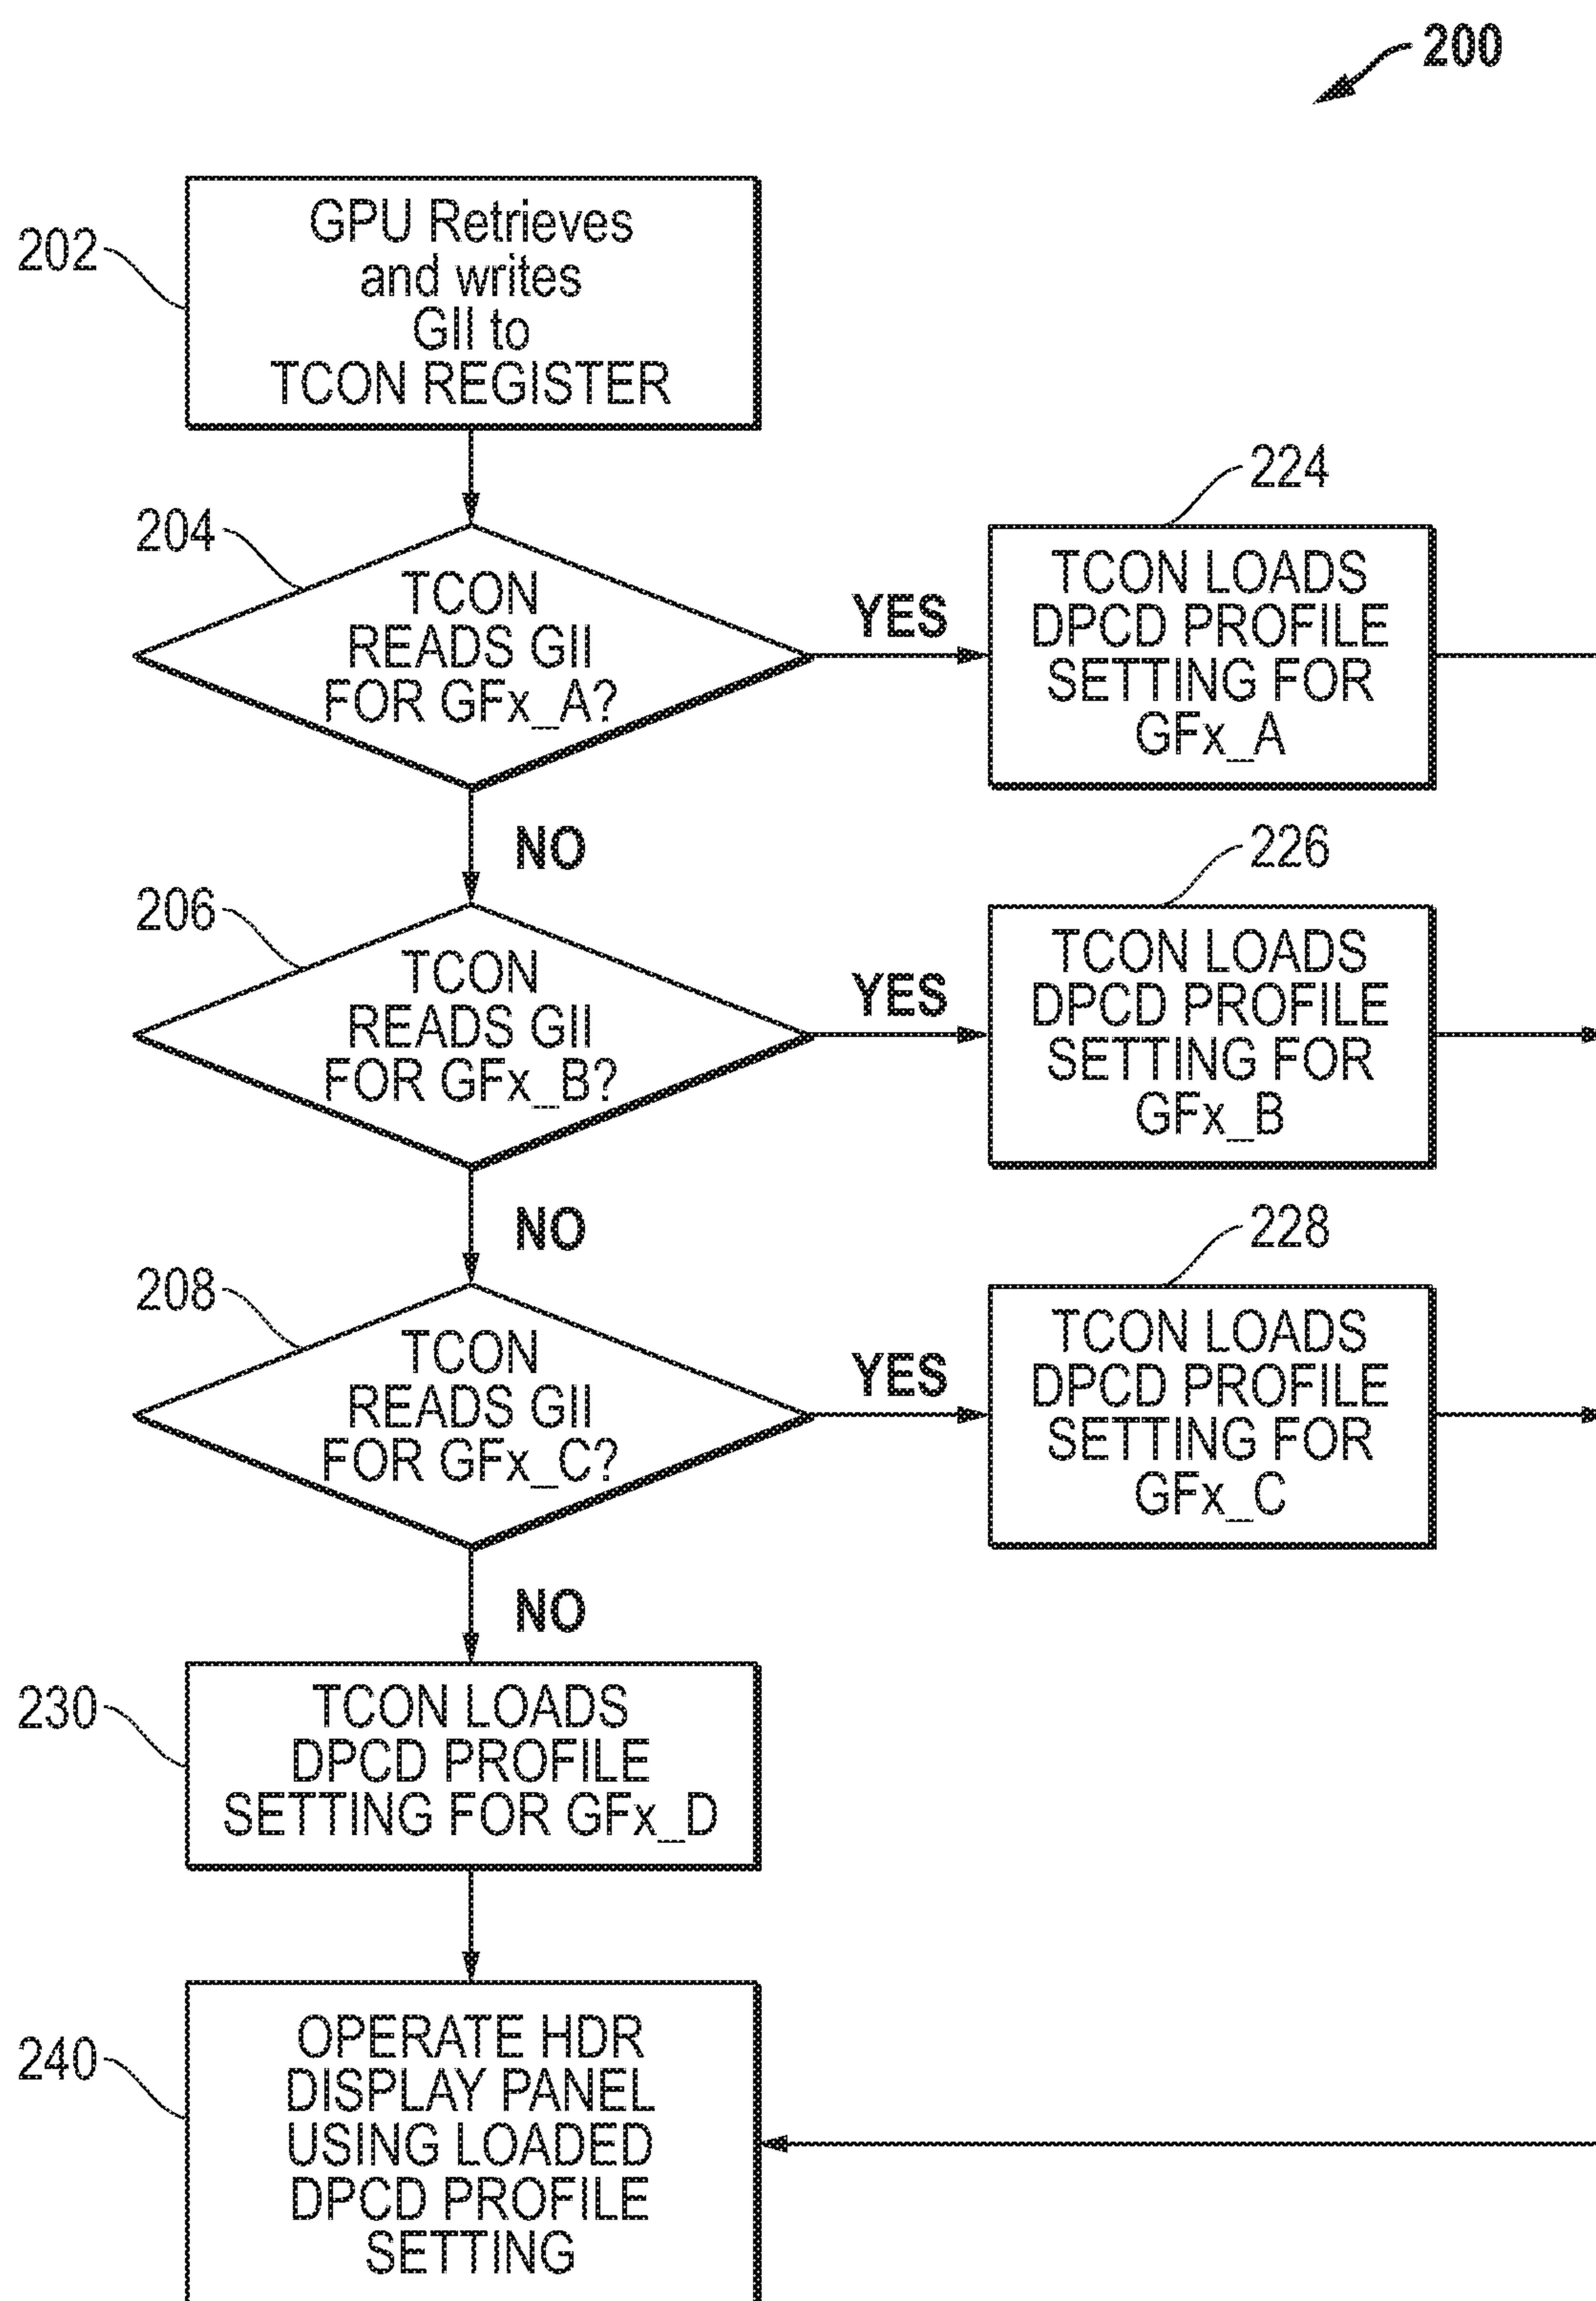 200
202
GPU Retrieves
and writes
GII to
TCON REGISTER
204
TCON
READS GII
FOR GFx_A?
YES
224
TCON LOADS
DPCD PROFILE
SETTING FOR
GFx_A
NO
206
TCON
READS GII
FOR GFx_B?
YES
226
TCON LOADS
DPCD PROFILE
SETTING FOR
GFx_B
NO
208
TCON
READS GII
FOR GFx_C?
YES
228
TCON LOADS
DPCD PROFILE
SETTING FOR
GFx_C
NO
230
TCON LOADS
DPCD PROFILE
SETTING FOR GFx_D
240
OPERATE HDR
DISPLAY PANEL
USING LOADED
DPCD PROFILE
SETTING